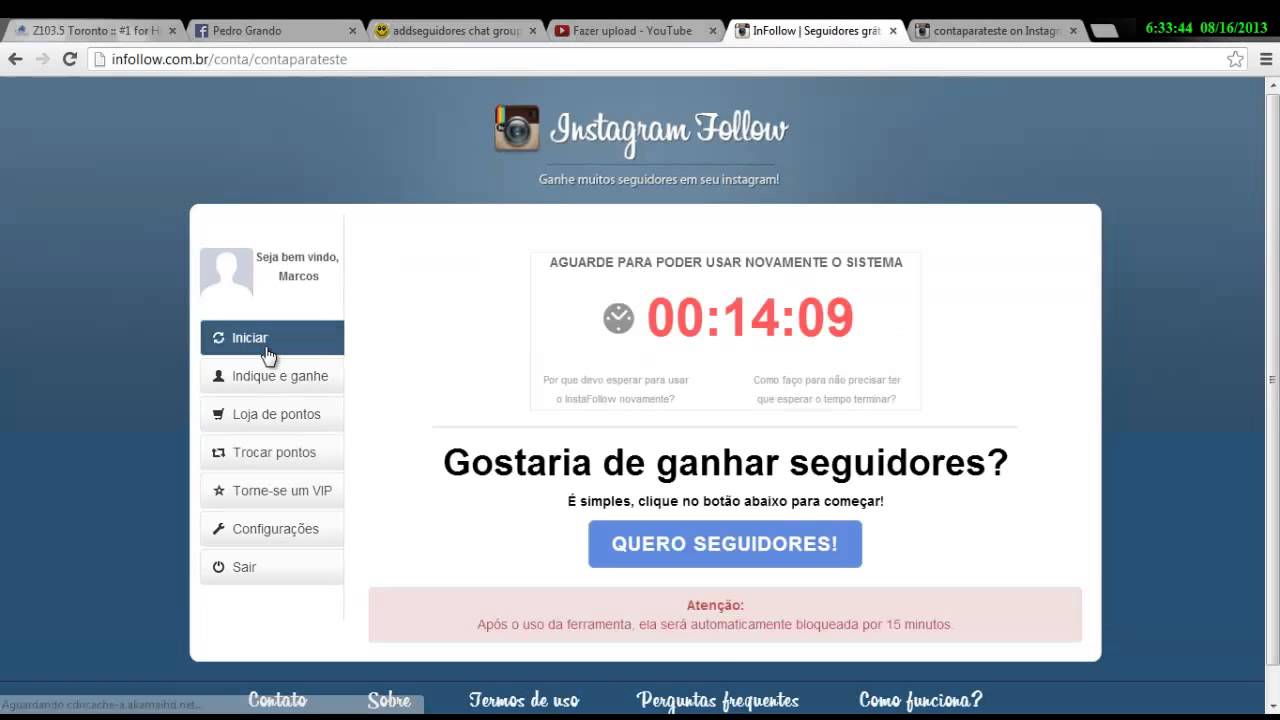 Z103.5 Toronto :: #1 for H
Pedro Grando
addseguidores chat group
Fazer upload - YouTube
InFollow | Seguidores grát
contaparateste on Instagr
6:33:44 08/16/2013
infollow.com.br/conta/contaparateste
Instagram Follow
Ganhe muitos seguidores em seu instagram!
Seja bem vindo,
Marcos
Iniciar
Indique e ganhe
Loja de pontos
Trocar pontos
Torne-se um VIP
Configurações
Sair
AGUARDE PARA PODER USAR NOVAMENTE O SISTEMA
00:14:09
Por que devo esperar para usar
o InstaFollow novamente?
Como faço para não precisar ter
que esperar o tempo terminar?
Gostaria de ganhar seguidores?
É simples, clique no botão abaixo para começar!
QUERO SEGUIDORES!
Atenção:
Após o uso da ferramenta, ela será automaticamente bloqueada por 15 minutos.
Contato
Sobre
Termos de uso
Perguntas frequentes
Como funciona?
Aguardando cdncache-a.akamaihd.net...